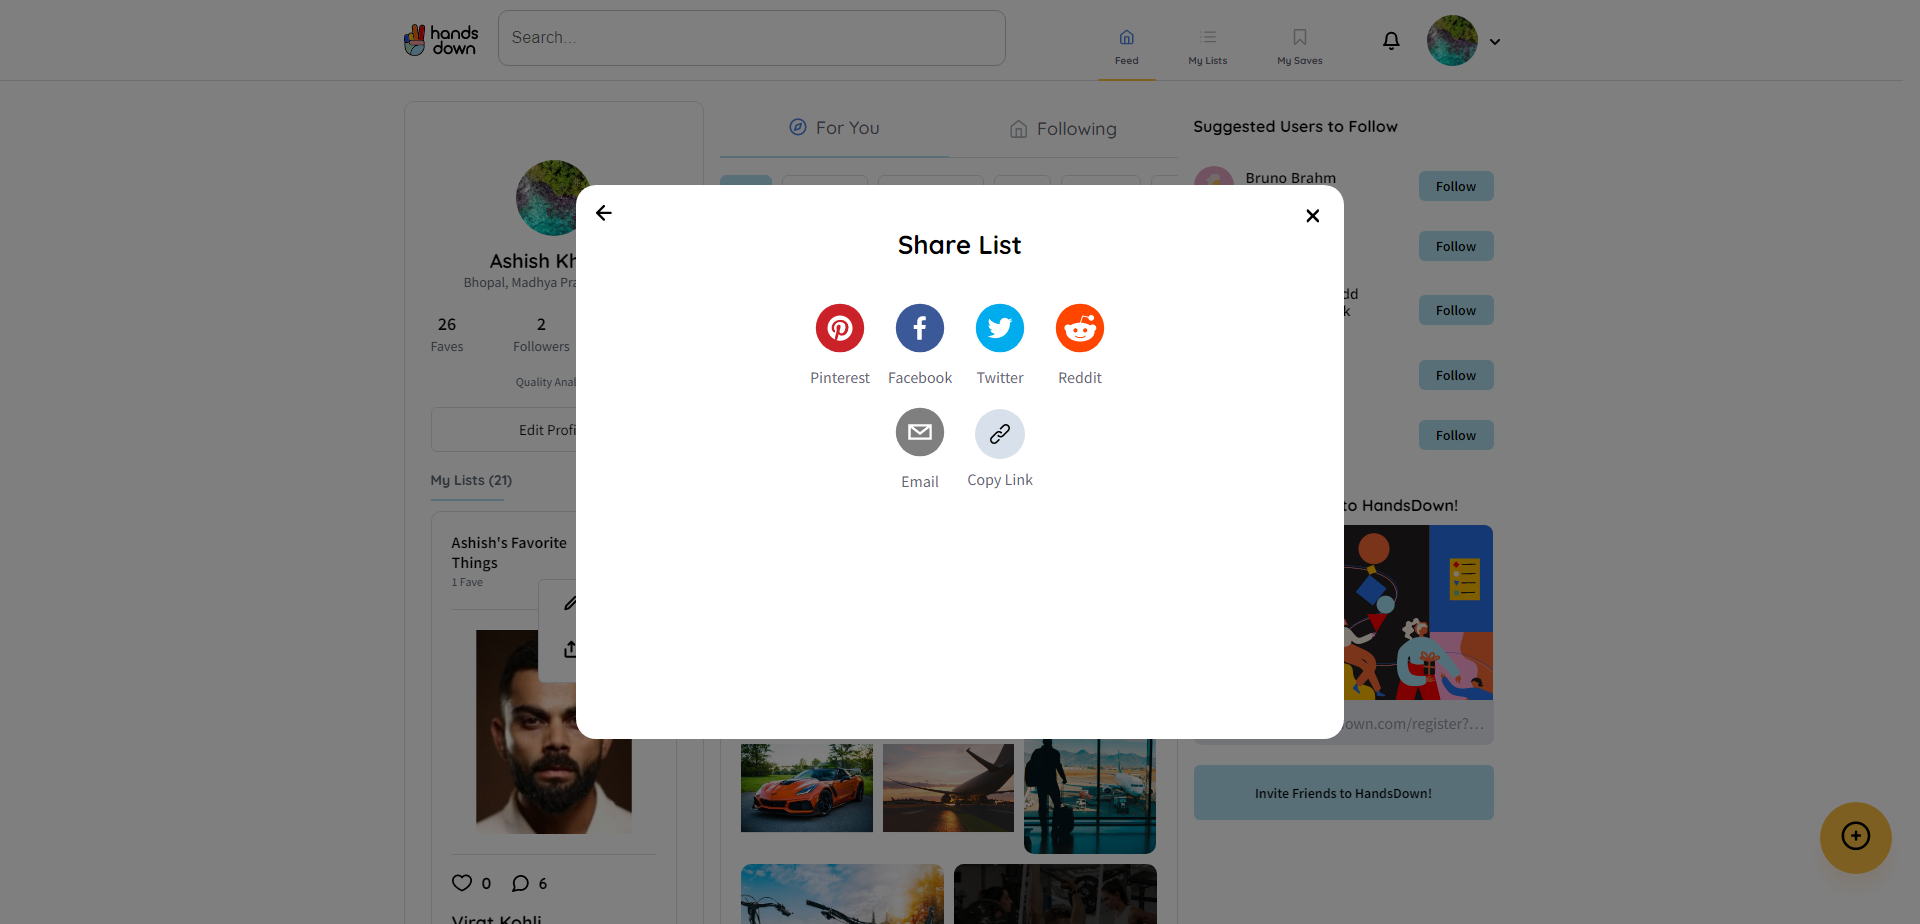 hands
down
Search...
Feed
My Lists
My Saves
For You
Following
Suggested Users to Follow
Bruno Brahm
Follow
Follow
Follow
Follow
Follow
Ashish Kh
Bhopal, Madhya Pra
26
2
Faves
Followers
Quality Anal
Edit Profi
My Lists (21)
Ashish's Favorite
Things
1 Fave
0
6
Virat Kohli
Share List
Pinterest
Facebook
Twitter
Reddit
Email
Copy Link
dd
k
to HandsDown!
own.com/register?...
Invite Friends to HandsDown!